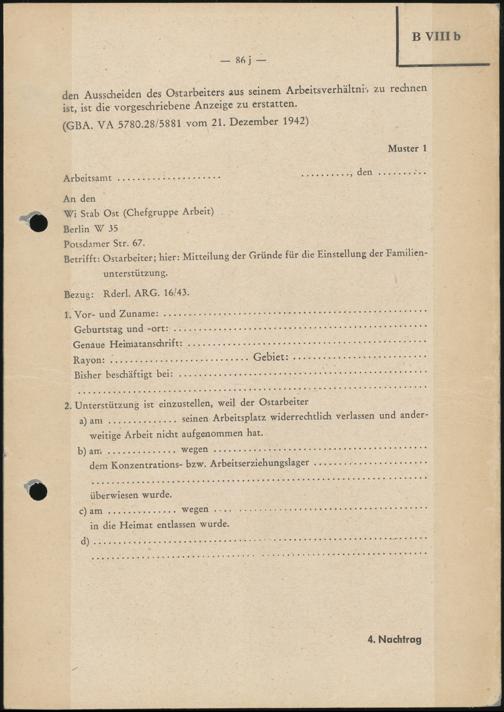 B VIII b
— 86 j —
den Ausscheiden des Ostarbeiters aus seinem Arbeitsverhältnis zu rechnen
ist, ist die vorgeschriebene Anzeige zu erstatten.
(GBA. VA 5780.28/5881 vom 21. Dezember 1942)
Muster 1
Arbeitsamt .................... .........., den .........
An den
Wi Stab Ost (Chefgruppe Arbeit)
Berlin W 35
Potsdamer Str. 67.
Betrifft: Ostarbeiter; hier: Mitteilung der Gründe für die Einstellung der Familien-
unterstützung.
Bezug: Rderl. ARG. 16/43.
1. Vor- und Zuname: ....................................................
Geburtstag und -ort: ..................................................
Genaue Heimatanschrift: ...............................................
Rayon: ........................... Gebiet: ...........................
Bisher beschäftigt bei: ................................................
......................................................................
2. Unterstützung ist einzustellen, weil der Ostarbeiter
a) am ............. seinen Arbeitsplatz widerrechtlich verlassen und ander-
weitige Arbeit nicht aufgenommen hat.
b) am ............. wegen ...........................................
dem Konzentrations- bzw. Arbeitserziehungslager ......................
....................................................................
überwiesen wurde.
c) am ............. wegen ...........................................
in die Heimat entlassen wurde.
d) ..................................................................
....................................................................
4. Nachtrag